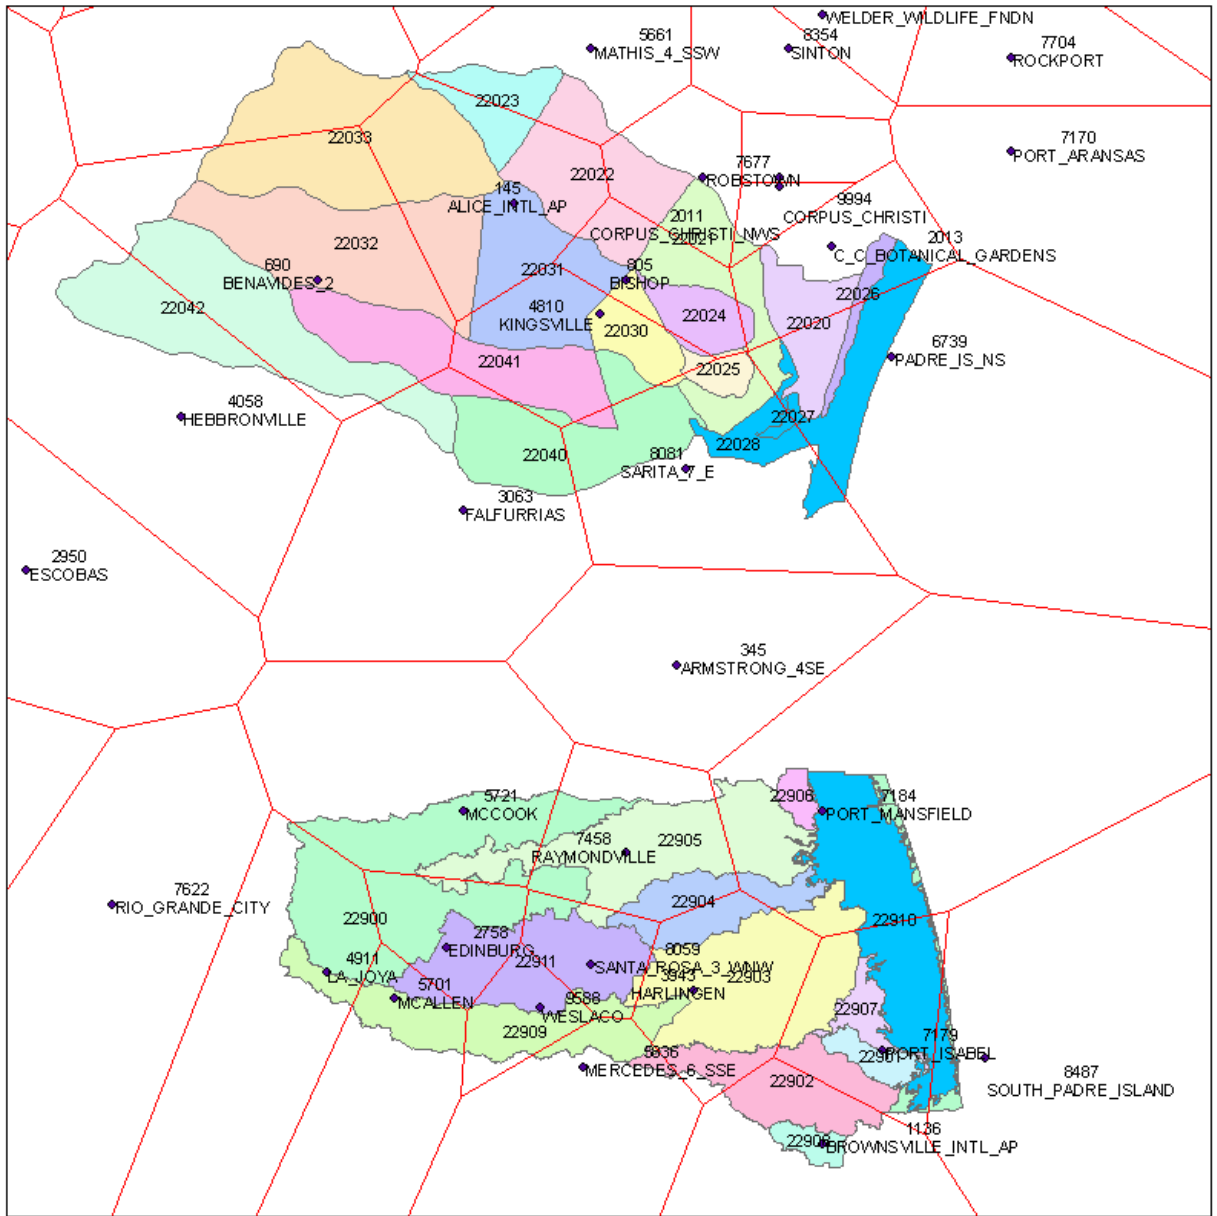 WELDER_WILDLIFE_FNDN
5661
MATHIS_4_SSW
8354
SINTON
7704
ROCKPORT
22023
22033
7170
PORT_ARANSAS
22022
7677
ROBSTOWN
145
ALICE_INTL_AP
9994
CORPUS_CHRISTI
2011
CORPUS_CHRISTI_NWS
22021
22032
2013
C_C_BOTANICAL_GARDENS
690
BENAVIDES_2
22031
805
BISHOP
22026
22042
4810
KINGSVILLE
22030
22024
22020
6739
PADRE_IS_NS
22041
22025
4058
HEBBRONVILLE
22027
22028
22040
8081
SARITA_7_E
3063
FALFURRIAS
2950
ESCOBAS
345
ARMSTRONG_4SE
5721
MCCOOK
22906
7184
PORT_MANSFIELD
7458
RAYMONDVILLE
22905
7622
RIO_GRANDE_CITY
22900
22904
22910
2758
EDINBURG
4911
LA_JOYA
22911
8059
SANTA_ROSA_3_WNW
22903
5701
MCALLEN
3943
HARLINGEN
9588
WESLACO
22907
22909
7179
PORT_ISABEL
22901
5836
MERCEDES_6_SSE
22902
8487
SOUTH_PADRE_ISLAND
22908
1136
BROWNSVILLE_INTL_AP